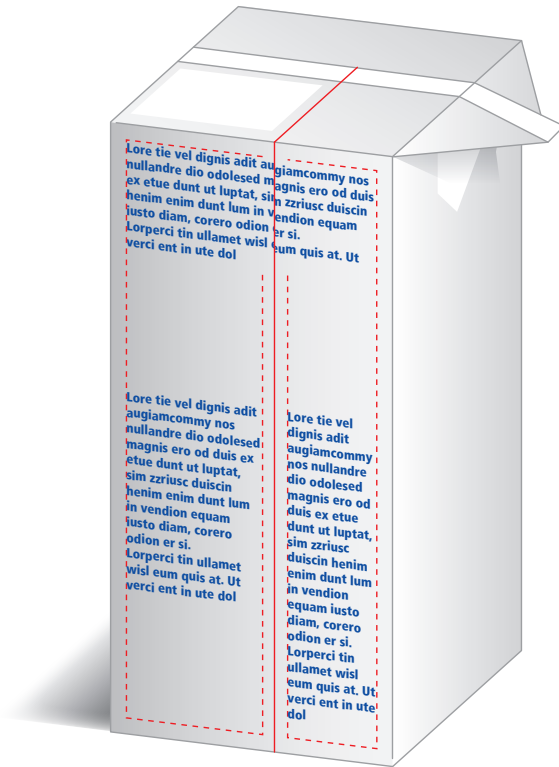 Lore tie vel dignis adit augiamcommy nos
nullandre dio odolesed magnis ero od duis
ex etue dunt ut luptat, sim zzriusc duiscin
henim enim dunt lum in vendion equam
iusto diam, corero odion er si.
Lorperci tin ullamet wisl eum quis at. Ut
verci ent in ute dol
Lore tie vel dignis adit
augiamcommy nos
nullandre dio odolesed
magnis ero od duis ex
etue dunt ut luptat,
sim zzriusc duiscin
henim enim dunt lum
in vendion equam
iusto diam, corero
odion er si.
Lorperci tin ullamet
wisl eum quis at. Ut
verci ent in ute dol
Lore tie vel
dignis adit
augiamcommy
nos nullandre
dio odolesed
magnis ero od
duis ex etue
dunt ut luptat,
sim zzriusc
duiscin henim
enim dunt lum
in vendion
equam iusto
diam, corero
odion er si.
Lorperci tin
ullamet wisl
eum quis at. Ut
verci ent in ute
dol